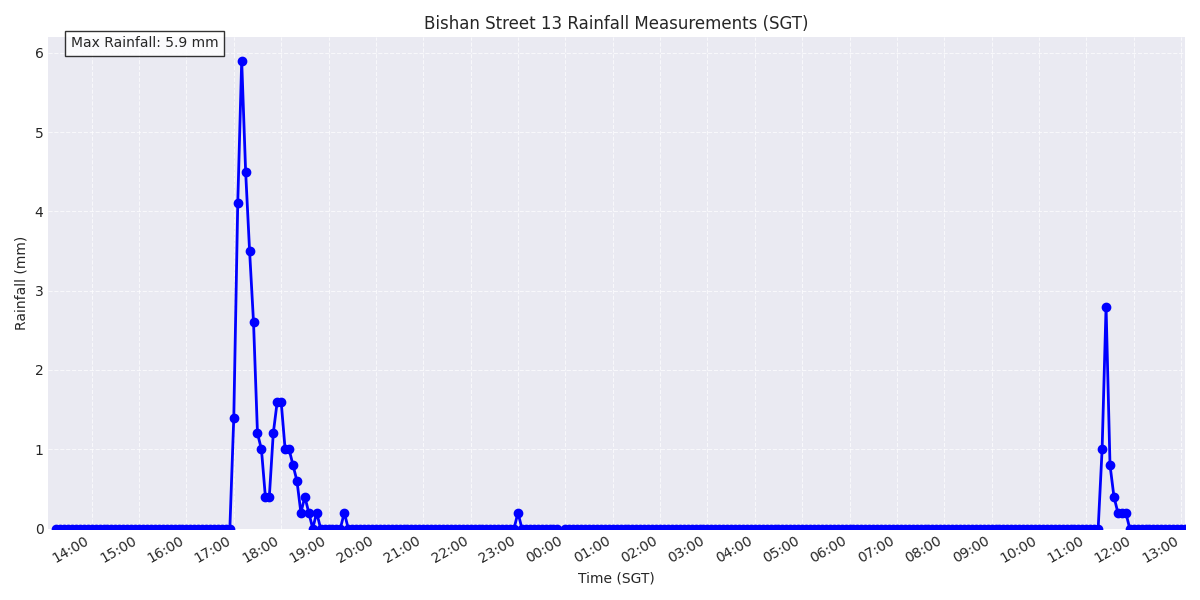 Bishan Street 13 Rainfall Measurements (SGT)
Max Rainfall: 5.9 mm
6
5
4
3
2
1
0
Rainfall (mm)
14:00 15:00 16:00 17:00 18:00 19:00 20:00 21:00 22:00 23:00 00:00 01:00 02:00 03:00 04:00 05:00 06:00 07:00 08:00 09:00 10:00 11:00 12:00 13:00
Time (SGT)